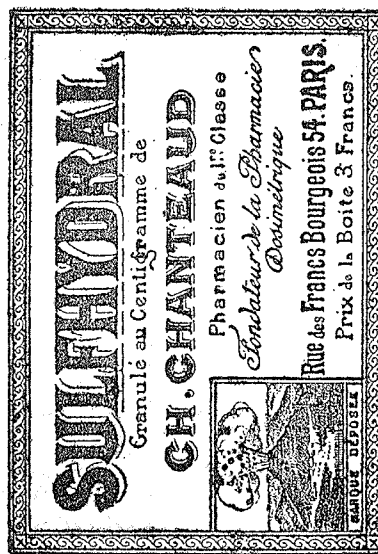 SULFHYDRAL
Granulé au Centigramme de
CH. CHANTEAUD
Pharmacien de 1re Classe
Fondateur de la Pharmacie
Dosimétrique
Rue des Francs Bourgeois 54. PARIS.
Prix de la Boite 3 Francs.
MARQUE DÉPOSÉE